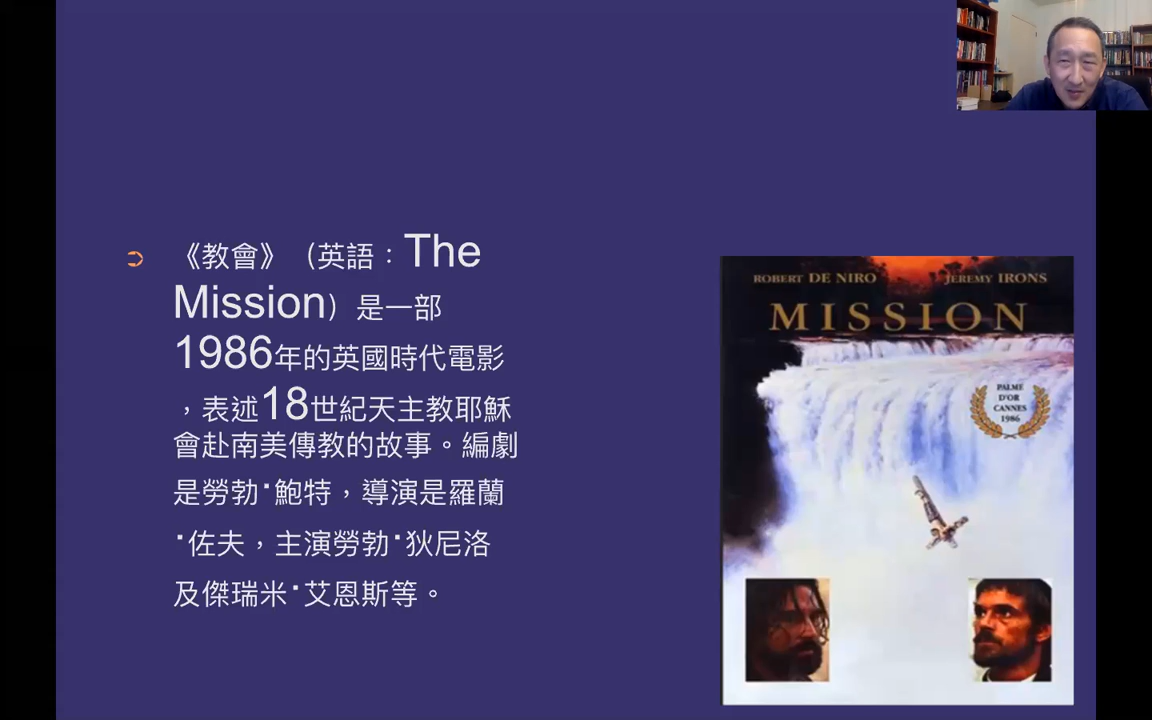 《教會》（英語：The
Mission）是一部
1986年的英國時代電影
，表述18世紀天主教耶穌
會赴南美傳教的故事。編劇
是勞勃·鮑特，導演是羅蘭
·佐夫，主演勞勃·狄尼洛
及傑瑞米·艾恩斯等。
ROBERT DE NIRO JEREMY IRONS
MISSION
PALME
D'OR
CANNES
1986